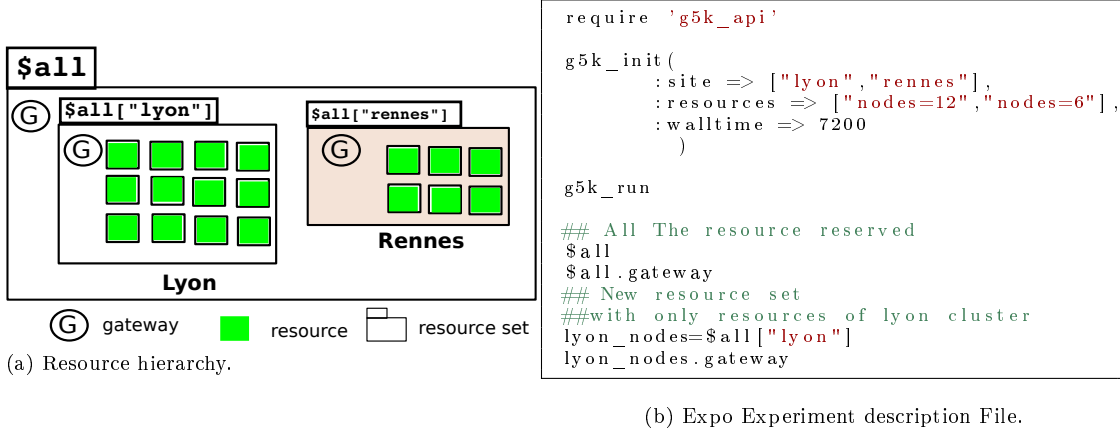 $all
G
$all["lyon"]
G
Lyon
$all["rennes"]
G
Rennes
G gateway
resource
resource set
(a) Resource hierarchy.
require 'g5k_api'
g5k_init(
:site => ["lyon","rennes"],
:resources => ["nodes=12","nodes=6"],
:walltime => 7200
)
g5k_run
## All The resource reserved
$all
$all.gateway
## New resource set
##with only resources of lyon cluster
lyon_nodes=$all["lyon"]
lyon_nodes.gateway
(b) Expo Experiment description File.